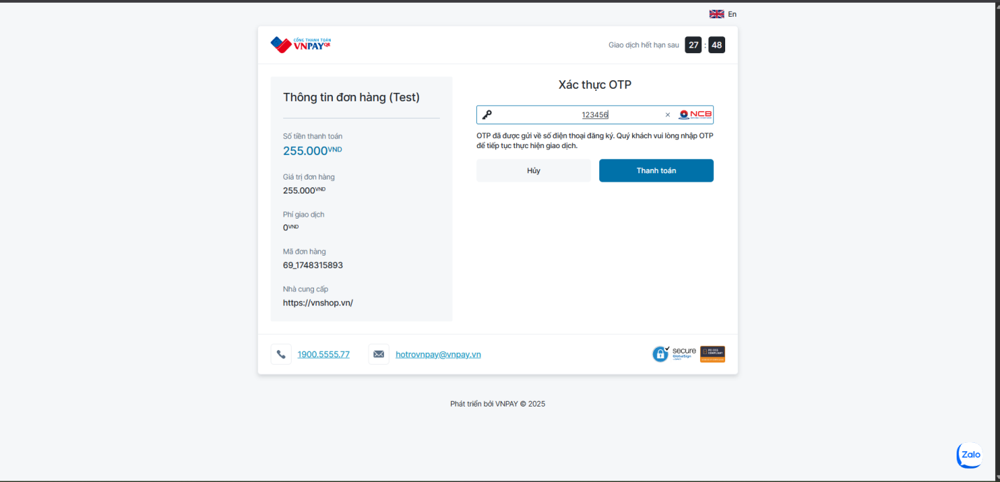 En
CỔNG THANH TOÁN
VNPAYQR
Giao dịch hết hạn sau 27 : 48
Thông tin đơn hàng (Test)
Số tiền thanh toán
255.000VND
Giá trị đơn hàng
255.000VND
Phí giao dịch
0VND
Mã đơn hàng
69_1748315893
Nhà cung cấp
https://vnshop.vn/
Xác thực OTP
123456
NCB
OTP đã được gửi về số điện thoại đăng ký. Quý khách vui lòng nhập OTP
để tiếp tục thực hiện giao dịch.
Hủy
Thanh toán
1900.5555.77
hotrovnpay@vnpay.vn
secure
GlobalSign
PCI DSS
COMPLIANT
Phát triển bởi VNPAY © 2025
Zalo